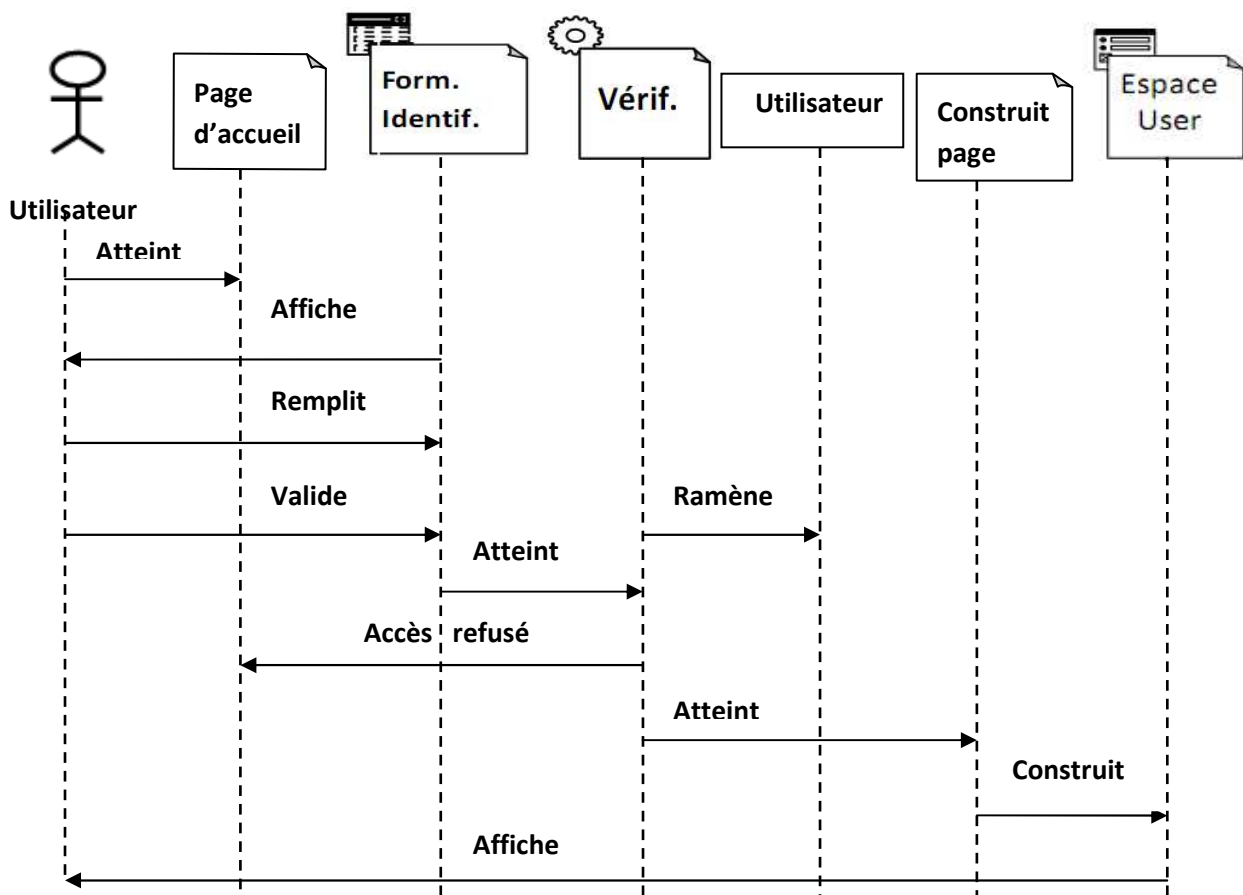 Page
d'accueil
Form.
Identif.
Vérif.
Utilisateur
Construit
page
Espace
User
Utilisateur
Atteint
Affiche
Remplit
Valide
Ramène
Atteint
Accès refusé
Atteint
Construit
Affiche